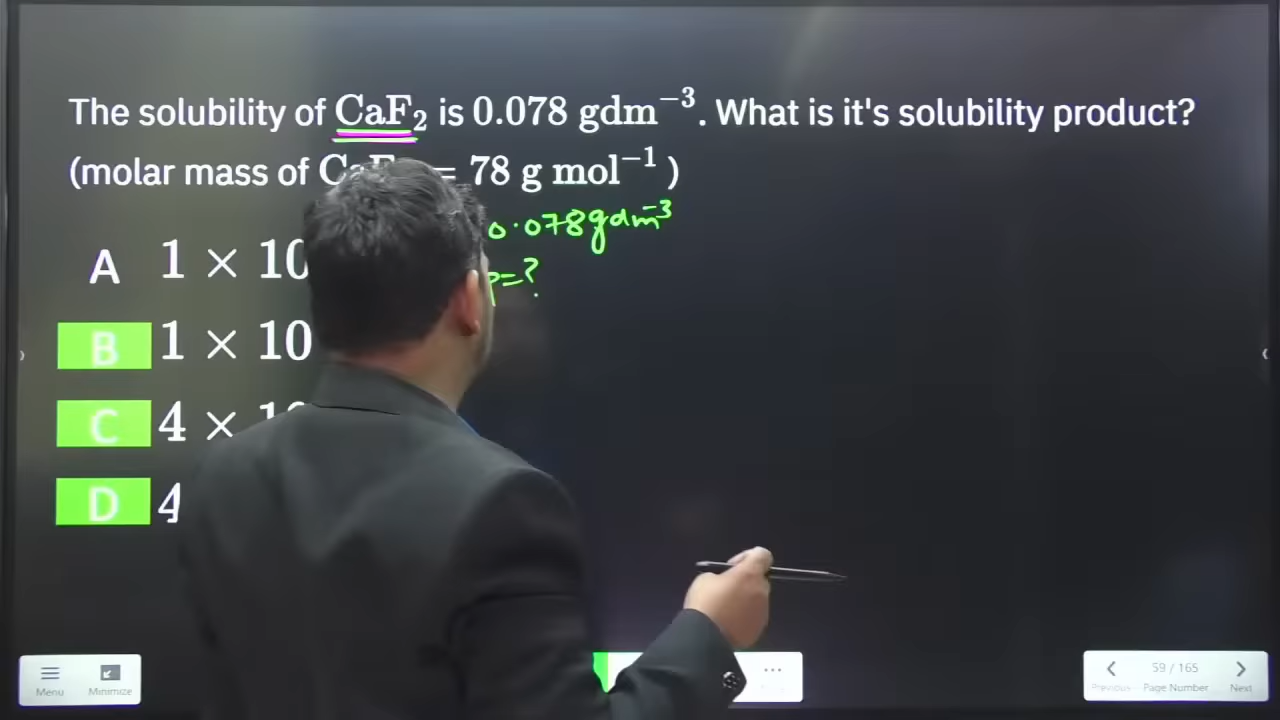 The solubility of CaF₂ is 0.078 gdm⁻³. What is it's solubility product?
(molar mass of = 78 g mol⁻¹ )
0.078gdm⁻³
=?
A 1 × 10
B 1 × 10
C 4 ×
D 4
Menu Minimize
59 / 165
Previous Page Number Next